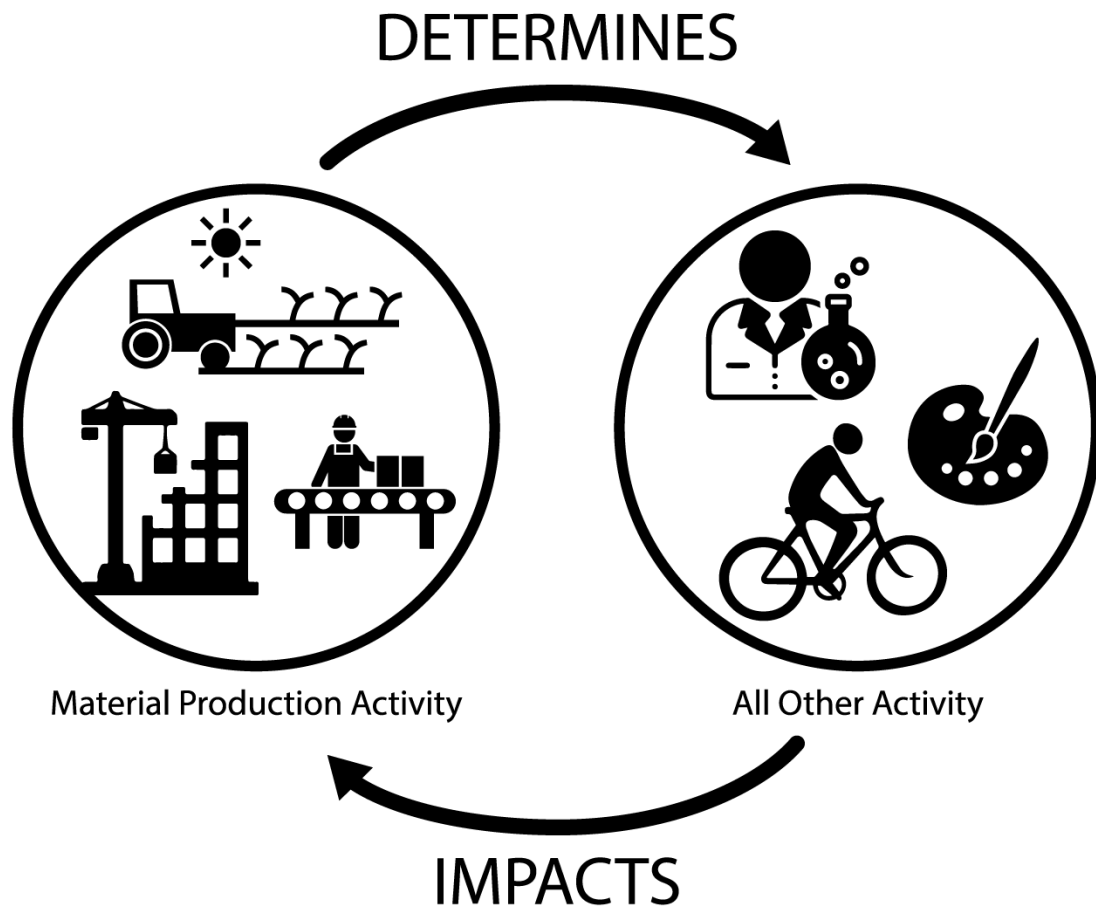 DETERMINES
Material Production Activity
All Other Activity
IMPACTS